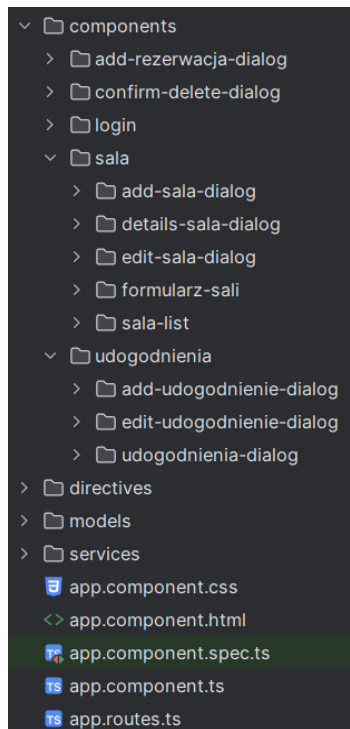 components
add-rezerwacja-dialog
confirm-delete-dialog
login
sala
add-sala-dialog
details-sala-dialog
edit-sala-dialog
formularz-sali
sala-list
udogodnienia
add-udogodnienie-dialog
edit-udogodnienie-dialog
udogodnienia-dialog
directives
models
services
app.component.css
app.component.html
app.component.spec.ts
TS app.component.ts
TS app.routes.ts